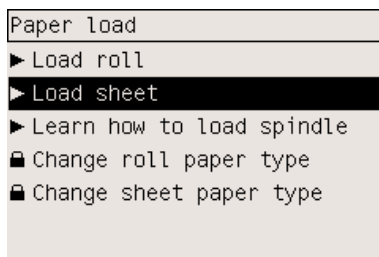 Paper load
Load roll
Load sheet
Learn how to load spindle
Change roll paper type
Change sheet paper type